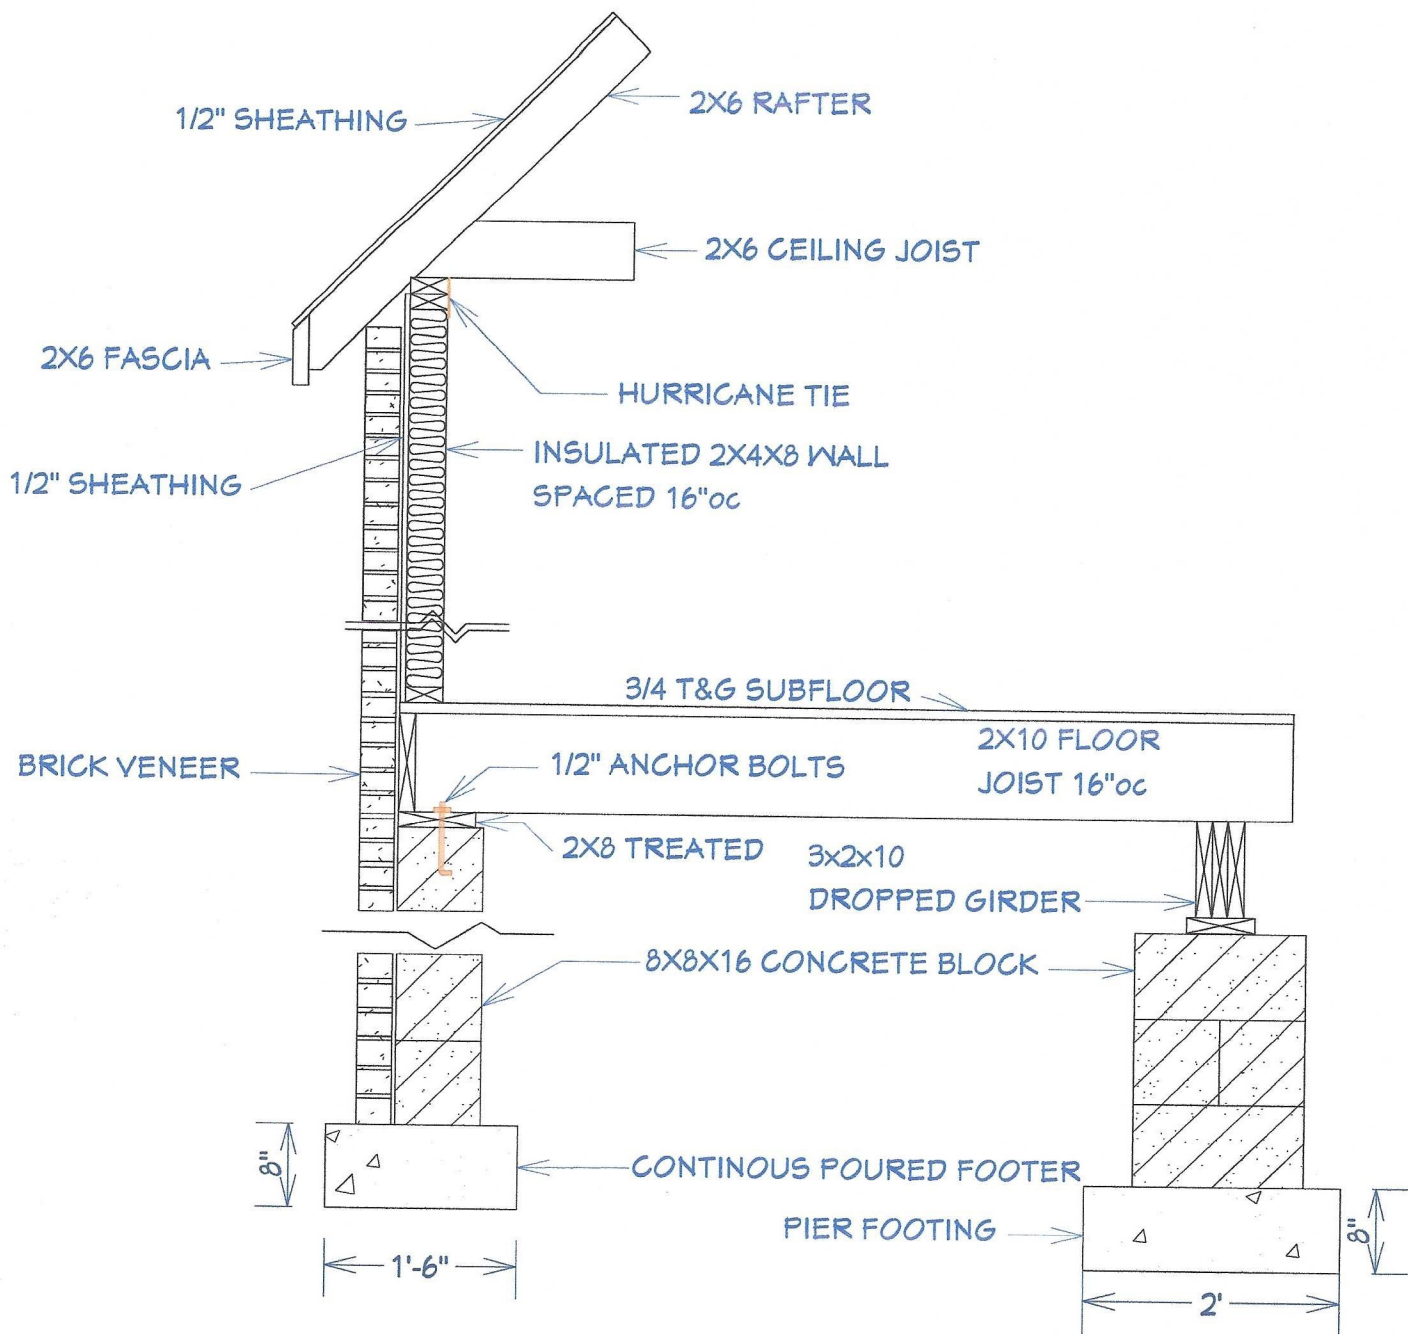 1/2" SHEATHING
2X6 RAFTER
2X6 CEILING JOIST
2X6 FASCIA
HURRICANE TIE
INSULATED 2X4X8 WALL
SPACED 16"oc
1/2" SHEATHING
3/4 T&G SUBFLOOR
2X10 FLOOR
JOIST 16"oc
BRICK VENEER
1/2" ANCHOR BOLTS
2X8 TREATED
3x2x10
DROPPED GIRDER
8X8X16 CONCRETE BLOCK
8"
CONTINOUS POURED FOOTER
PIER FOOTING
8"
1'-6"
2'